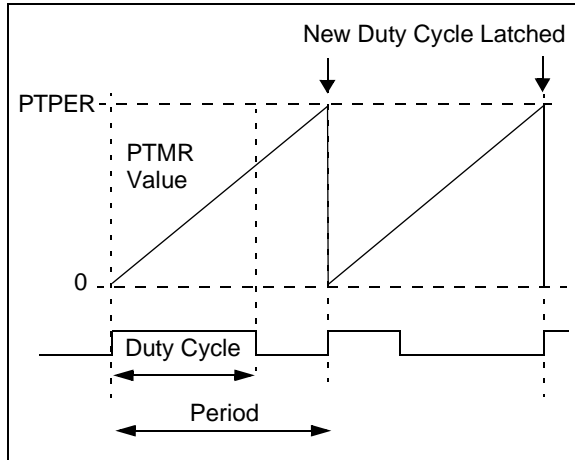 New Duty Cycle Latched
PTPER
PTMR
Value
0
Duty Cycle
Period